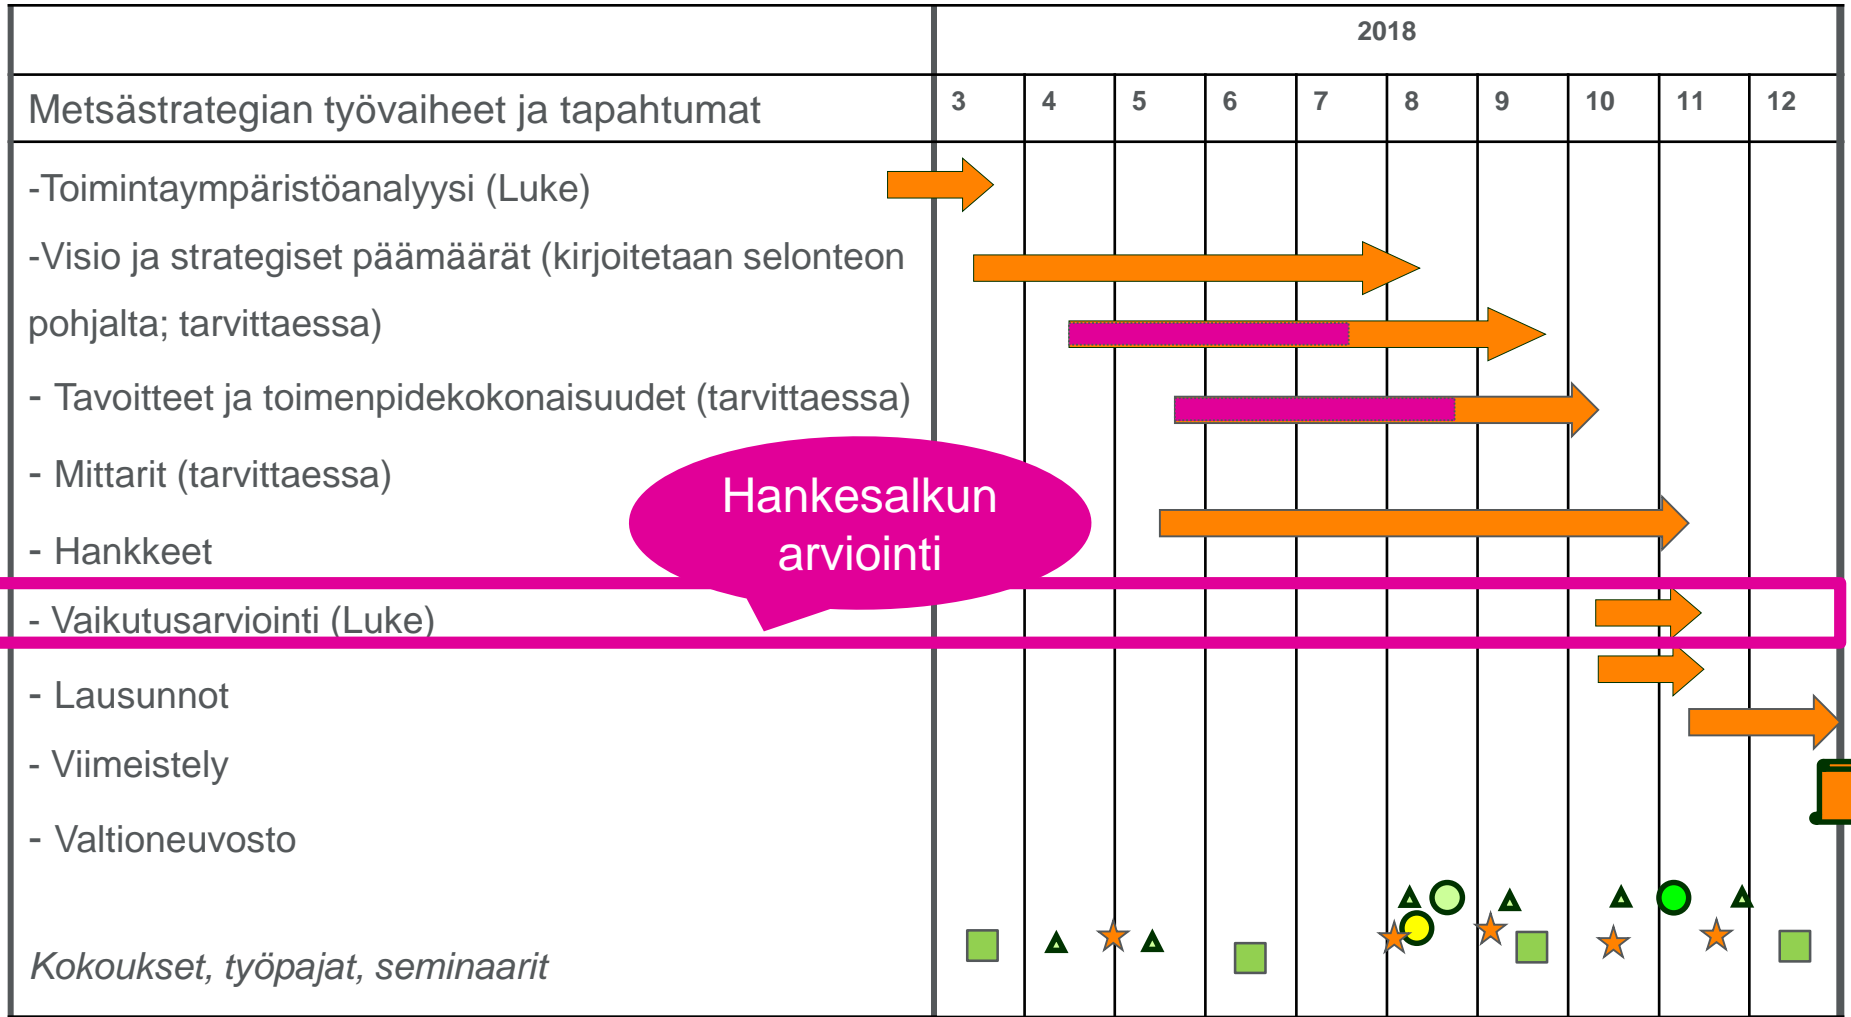 2018
Metsästrategian työvaiheet ja tapahtumat
3 4 5 6 7 8 9 10 11 12
-Toimintaympäristöanalyysi (Luke)
-Visio ja strategiset päämäärät (kirjoitetaan selonteon
pohjalta; tarvittaessa)
- Tavoitteet ja toimenpidekokonaisuudet (tarvittaessa)
- Mittarit (tarvittaessa)
Hankesalkun
arviointi
- Hankkeet
- Vaikutusarviointi (Luke)
- Lausunnot
- Viimeistely
- Valtioneuvosto
Kokoukset, työpajat, seminaarit